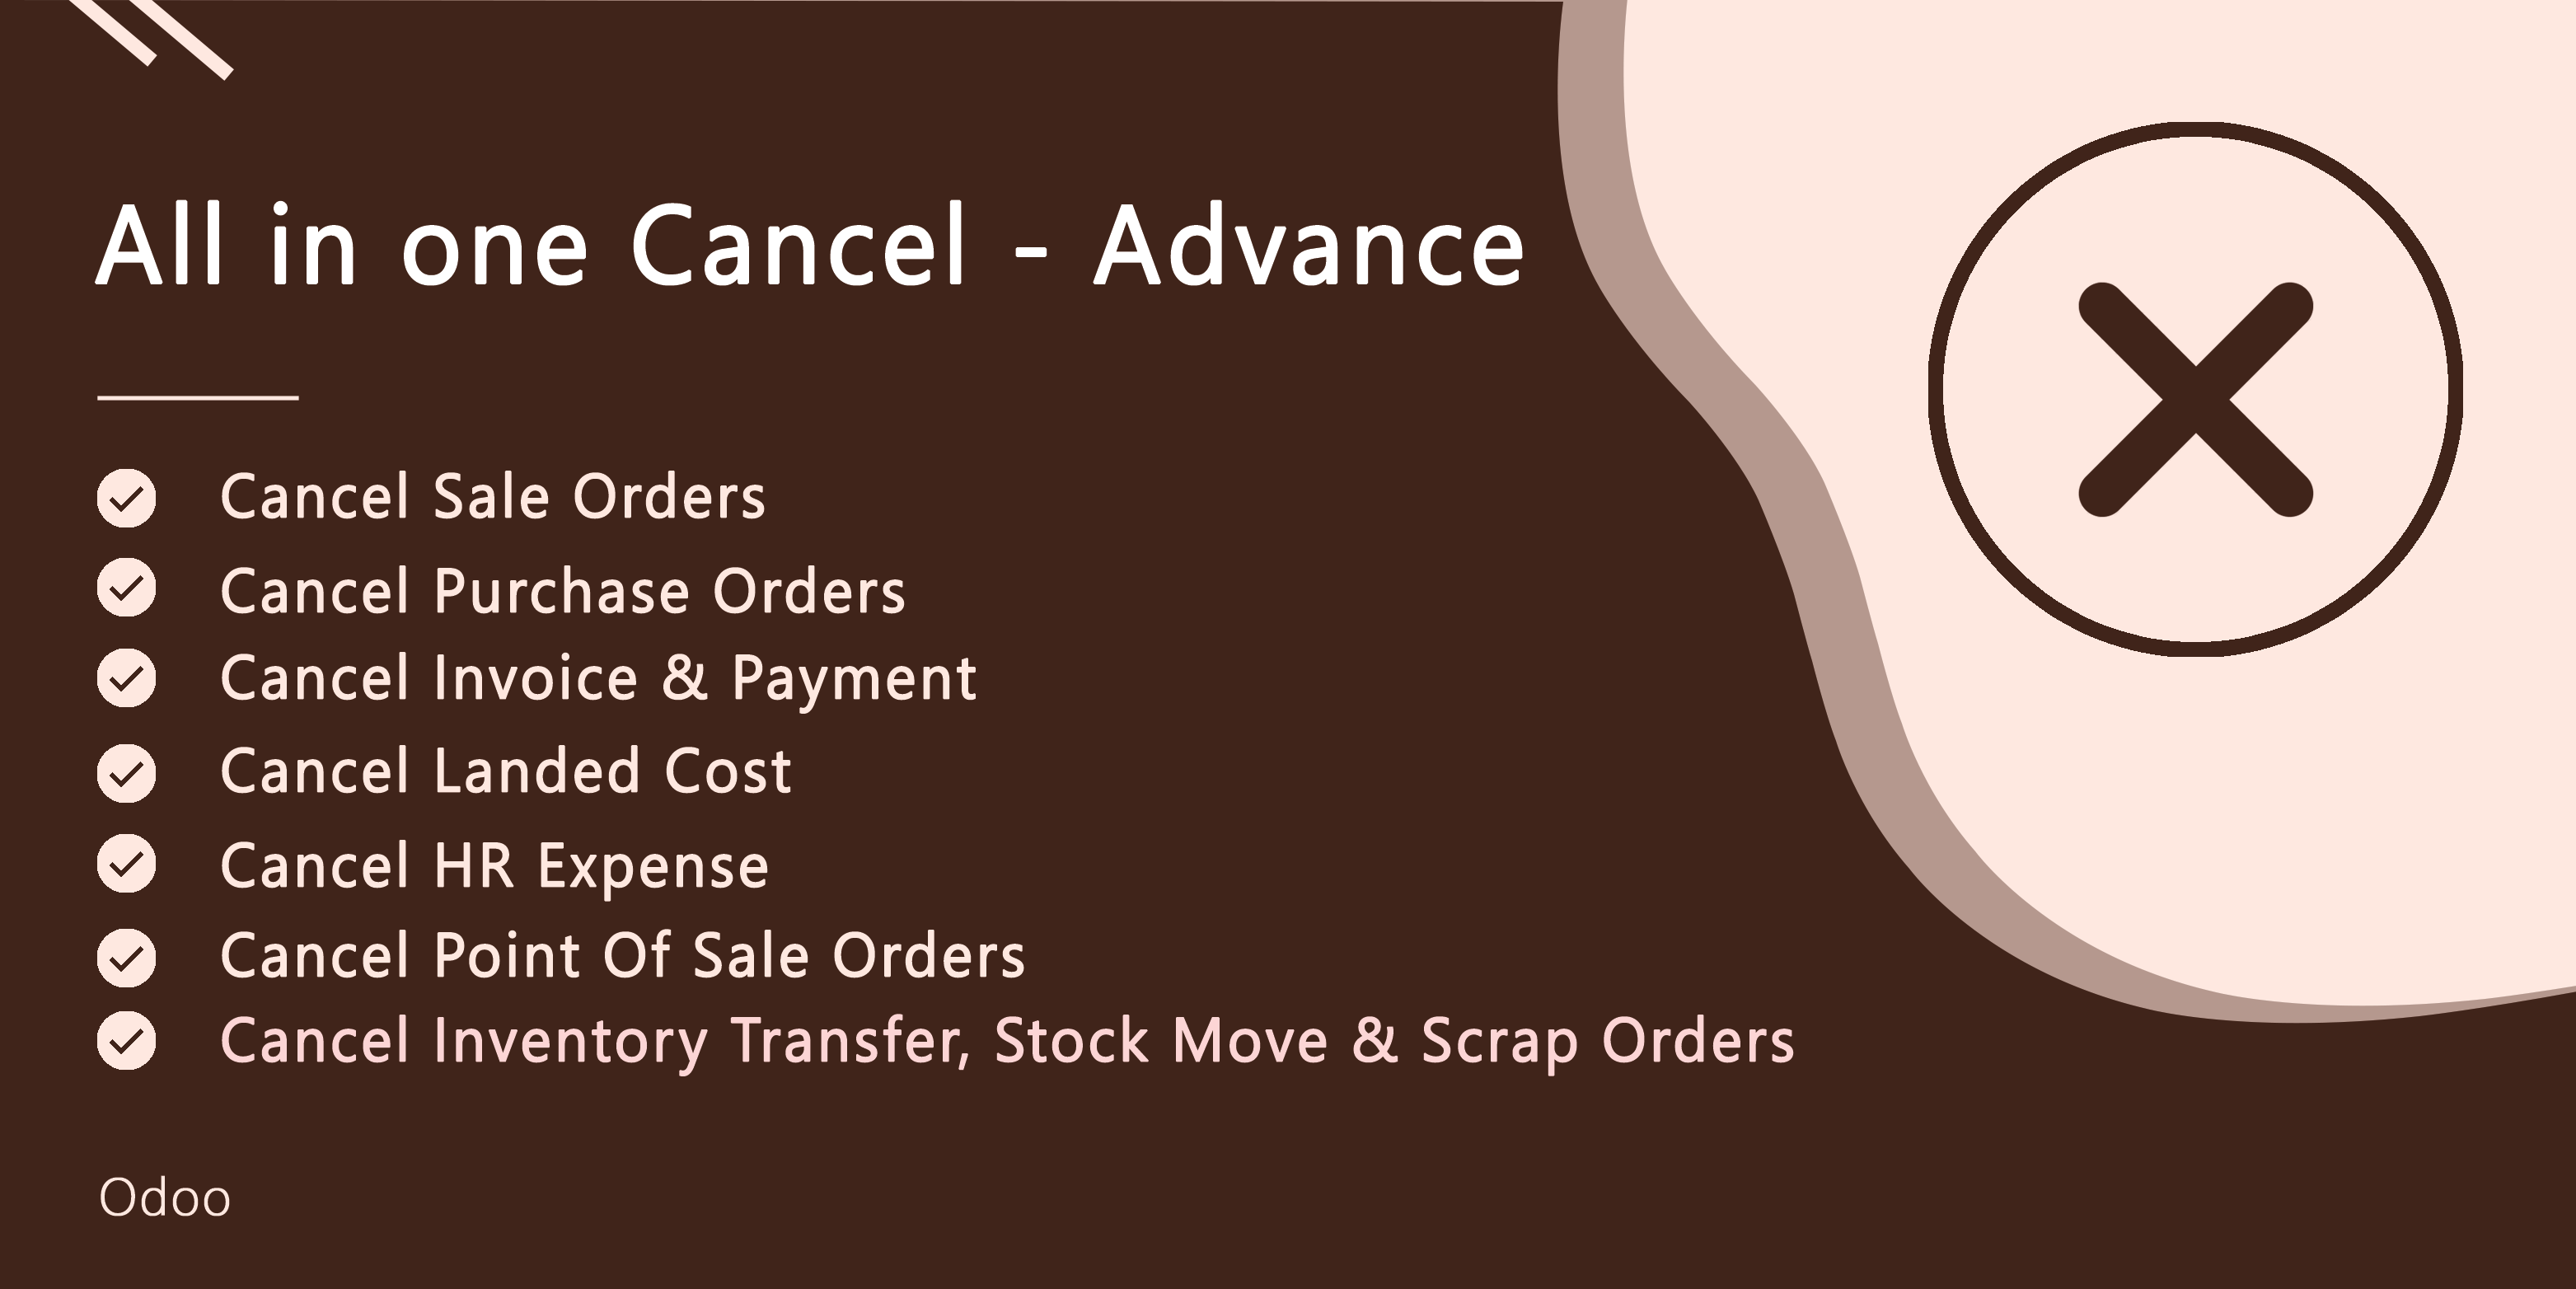 All in one Cancel - Advance
Cancel Sale Orders
Cancel Purchase Orders
Cancel Invoice & Payment
Cancel Landed Cost
Cancel HR Expense
Cancel Point Of Sale Orders
Cancel Inventory Transfer, Stock Move & Scrap Orders
Odoo